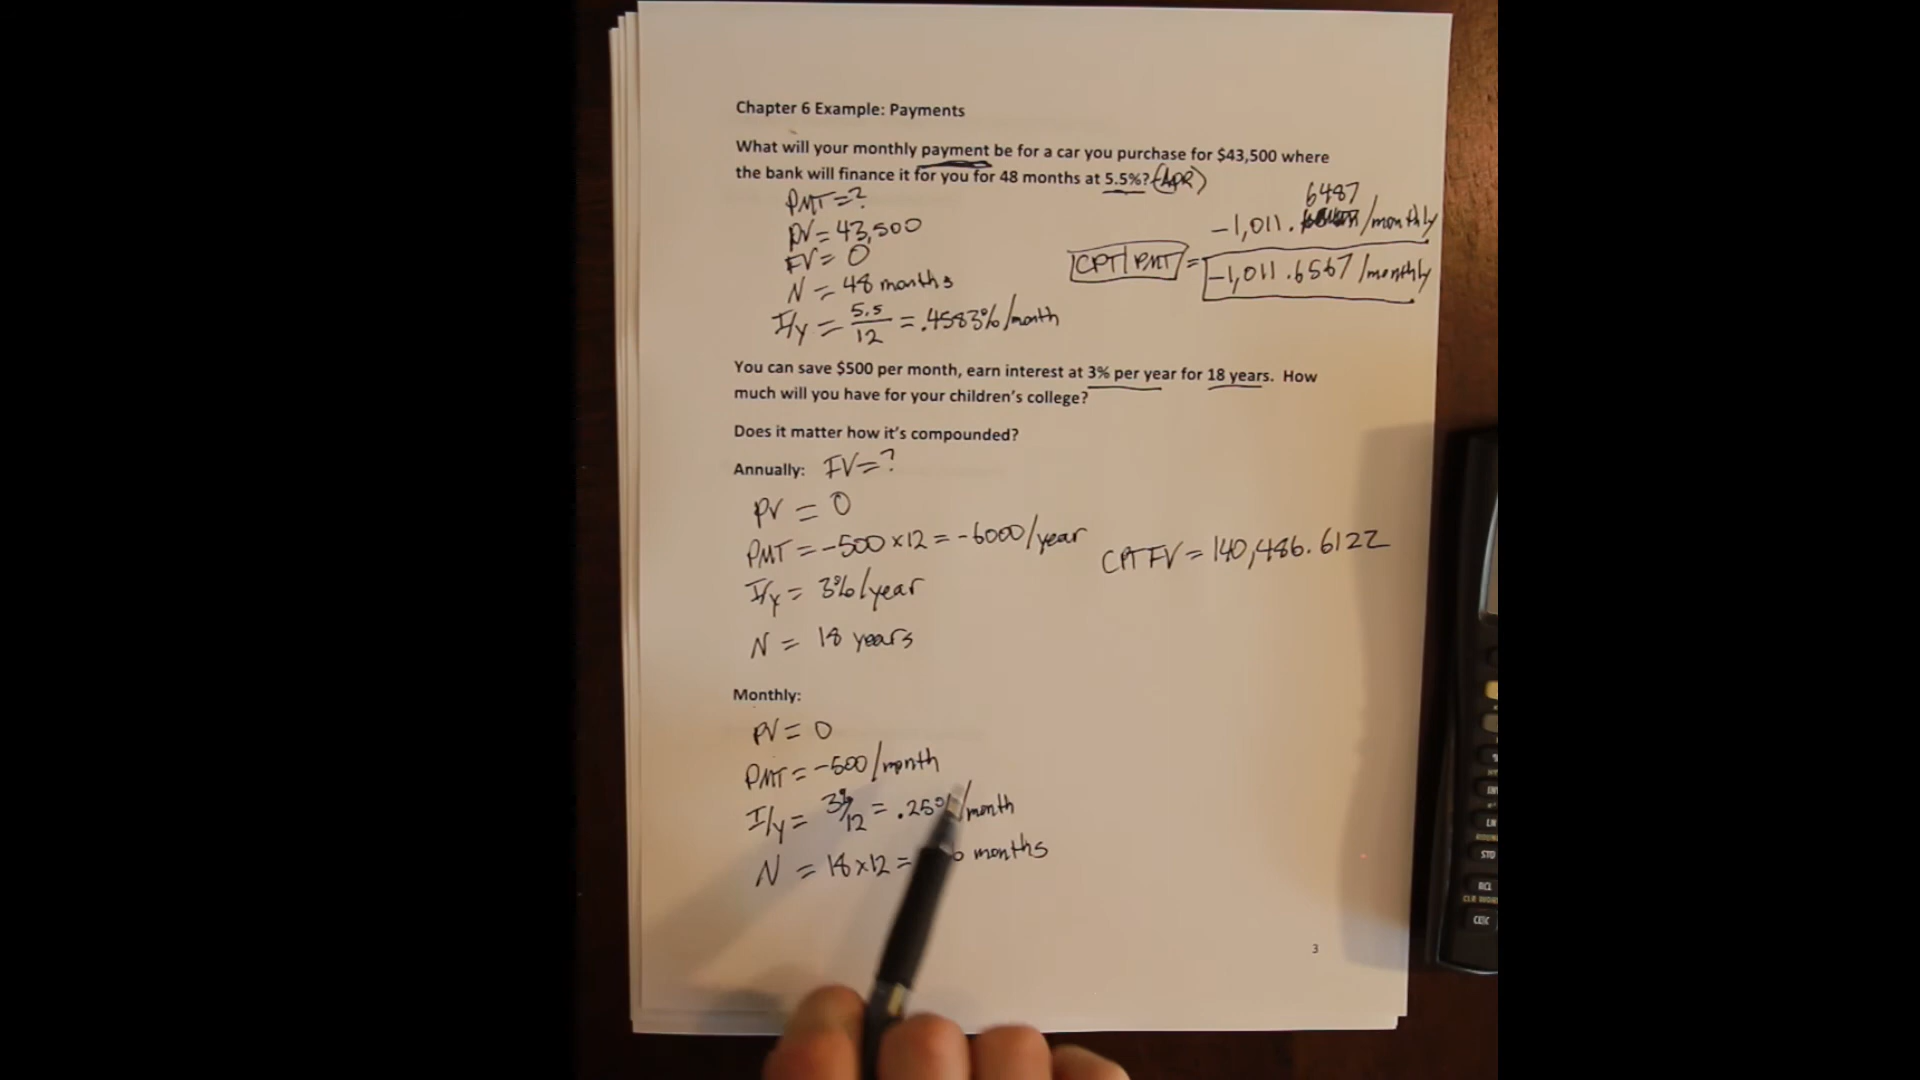 Chapter 6 Example: Payments
What will your monthly payment be for a car you purchase for $43,500 where
the bank will finance it for you for 48 months at 5.5%? (APR)
PMT = ?
PV = 43,500
FV = 0
N = 48 months
I/y = 5.5/12 = .4583%/month
6487
-1,011. /monthly
CPT PMT = -1,011.6567/monthly
You can save $500 per month, earn interest at 3% per year for 18 years. How
much will you have for your children's college?
Does it matter how it's compounded?
Annually: FV = ?
PV = 0
PMT = -500 x 12 = -6000/year
CPT FV = 140,486.6122
I/y = 3%/year
N = 18 years
Monthly:
PV = 0
PMT = -500/month
I/y = 3%/12 = .25%/month
N = 18x12 = months
3
STO
RCL
CE|C